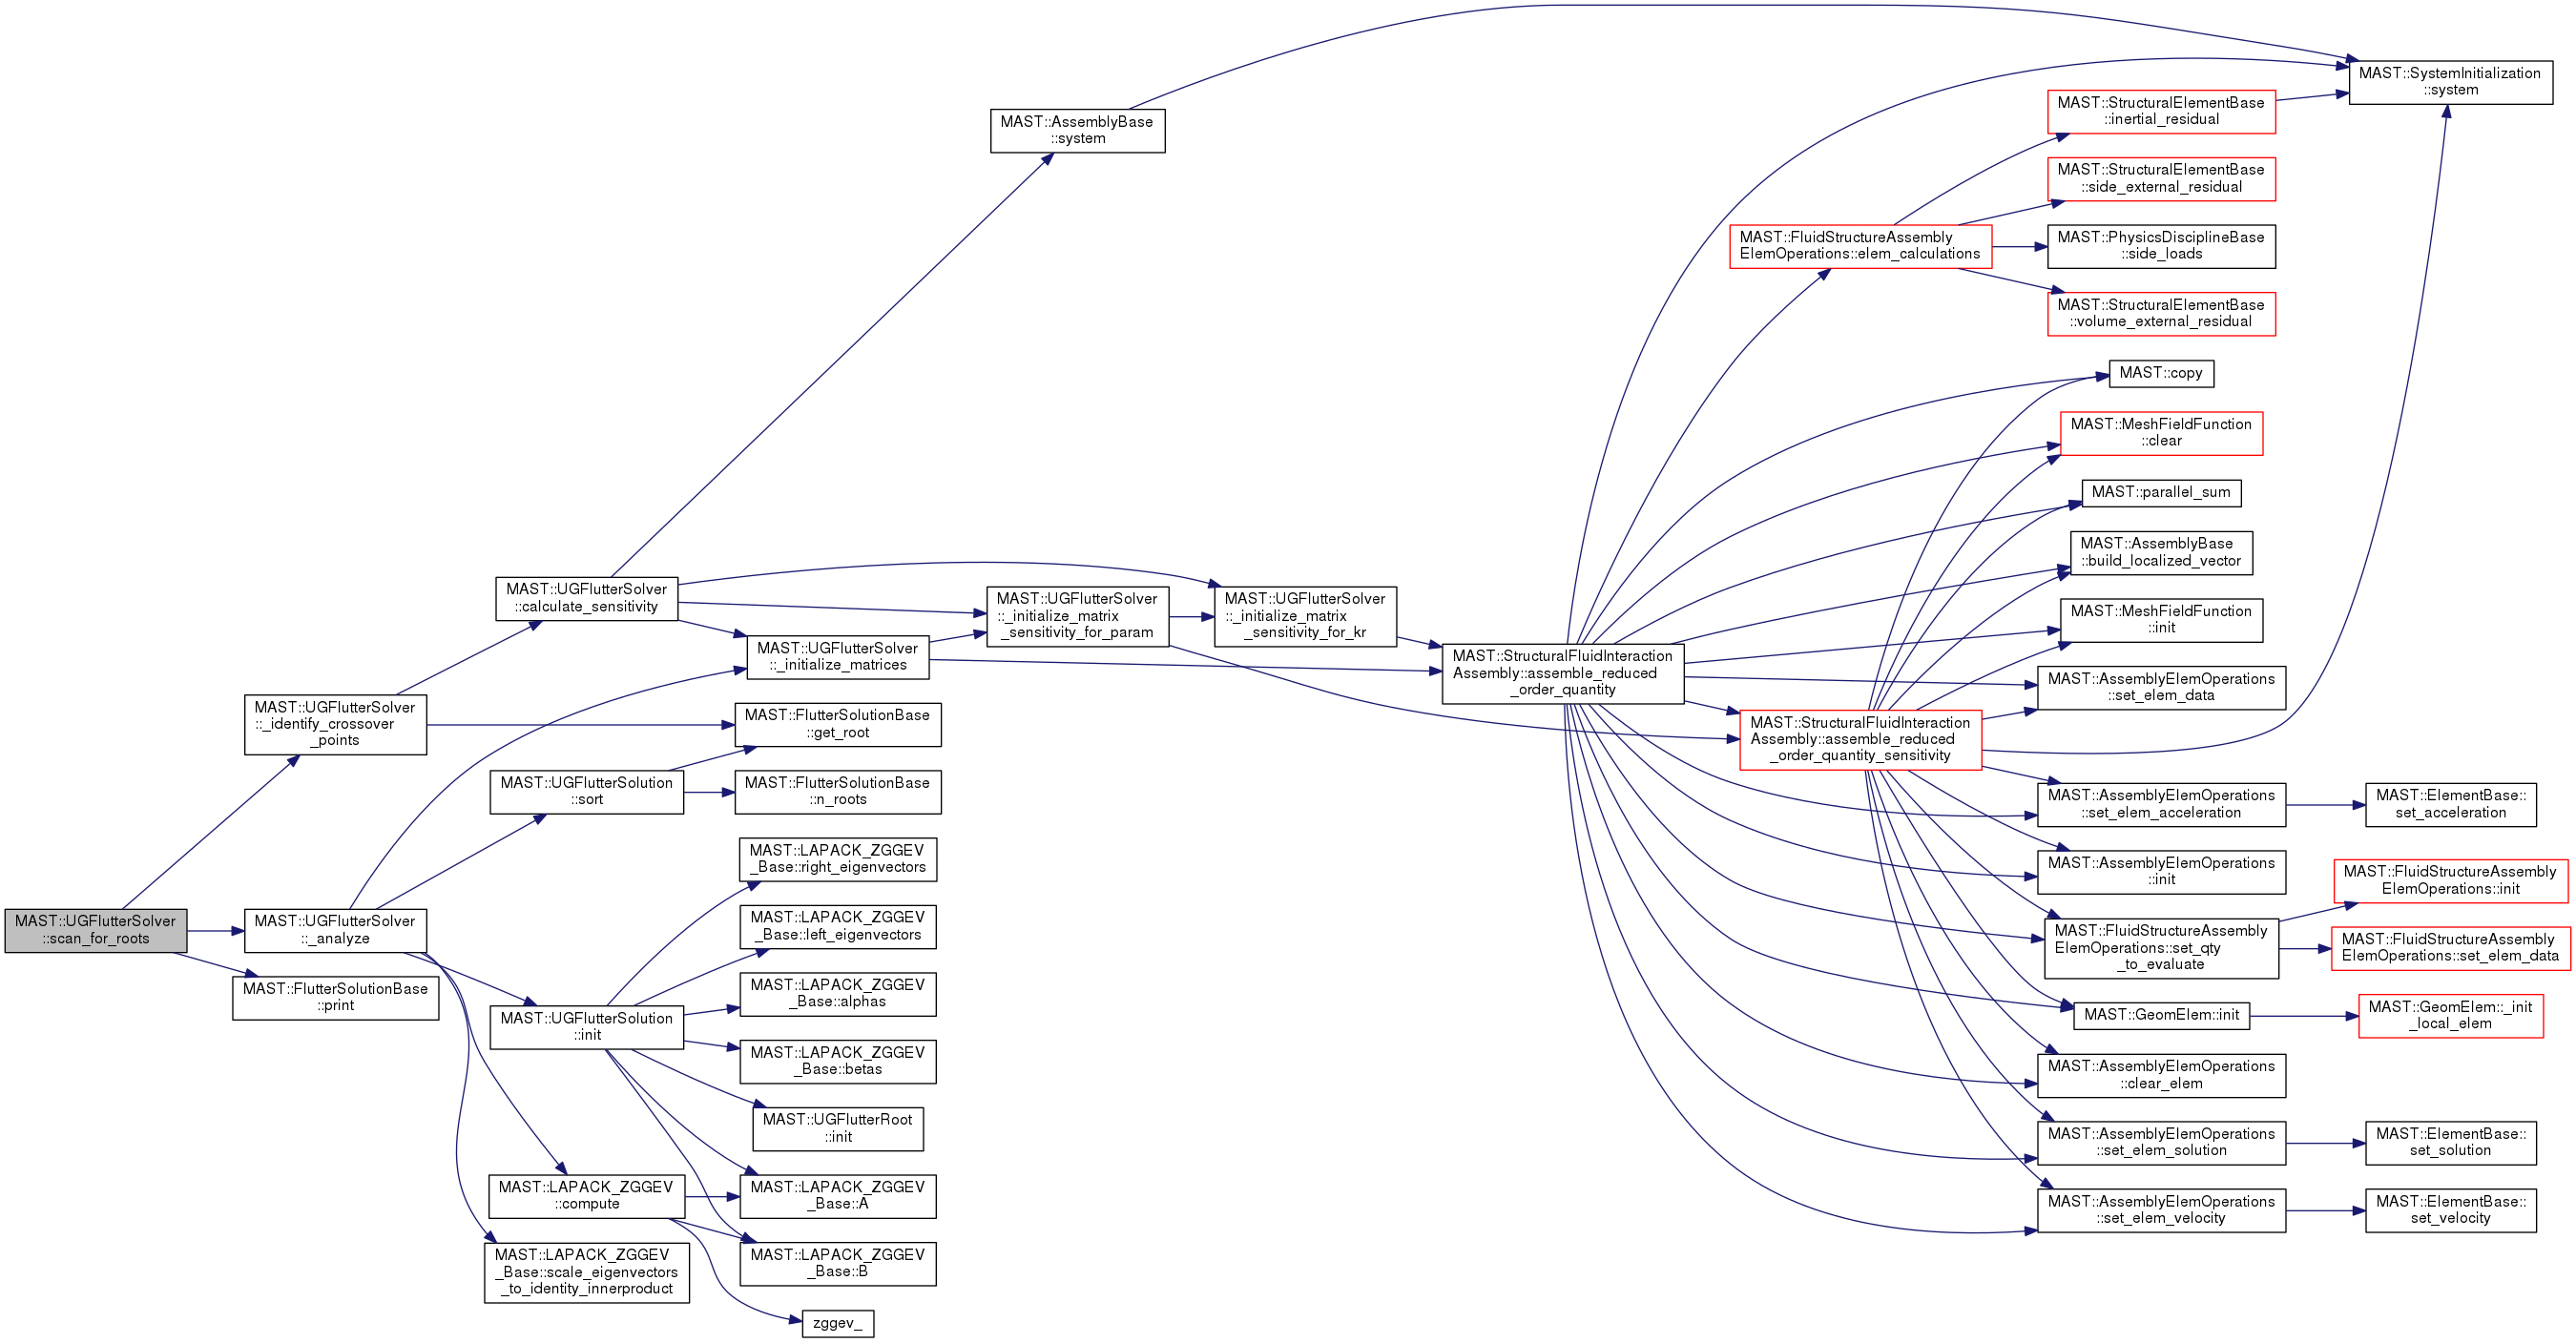 MAST::UGFlutterSolver
::scan_for_roots
MAST::UGFlutterSolver
::_identify_crossover
_points
MAST::UGFlutterSolver
::_analyze
MAST::FlutterSolutionBase
::print
MAST::UGFlutterSolver
::calculate_sensitivity
MAST::UGFlutterSolution
::sort
MAST::UGFlutterSolution
::init
MAST::LAPACK_ZGGEV
::compute
MAST::LAPACK_ZGGEV
_Base::scale_eigenvectors
_to_identity_innerproduct
MAST::UGFlutterSolver
::_initialize_matrices
MAST::FlutterSolutionBase
::get_root
MAST::FlutterSolutionBase
::n_roots
MAST::LAPACK_ZGGEV
_Base::right_eigenvectors
MAST::LAPACK_ZGGEV
_Base::left_eigenvectors
MAST::LAPACK_ZGGEV
_Base::alphas
MAST::LAPACK_ZGGEV
_Base::betas
MAST::UGFlutterRoot
::init
MAST::LAPACK_ZGGEV
_Base::A
MAST::LAPACK_ZGGEV
_Base::B
zggev_
MAST::AssemblyBase
::system
MAST::UGFlutterSolver
::_initialize_matrix
_sensitivity_for_param
MAST::UGFlutterSolver
::_initialize_matrix
_sensitivity_for_kr
MAST::StructuralFluidInteraction
Assembly::assemble_reduced
_order_quantity
MAST::FluidStructureAssembly
ElemOperations::elem_calculations
MAST::StructuralFluidInteraction
Assembly::assemble_reduced
_order_quantity_sensitivity
MAST::StructuralElementBase
::inertial_residual
MAST::StructuralElementBase
::side_external_residual
MAST::PhysicsDisciplineBase
::side_loads
MAST::StructuralElementBase
::volume_external_residual
MAST::copy
MAST::MeshFieldFunction
::clear
MAST::parallel_sum
MAST::AssemblyBase
::build_localized_vector
MAST::MeshFieldFunction
::init
MAST::AssemblyElemOperations
::set_elem_data
MAST::AssemblyElemOperations
::set_elem_acceleration
MAST::AssemblyElemOperations
::init
MAST::FluidStructureAssembly
ElemOperations::set_qty
_to_evaluate
MAST::GeomElem::init
MAST::AssemblyElemOperations
::clear_elem
MAST::AssemblyElemOperations
::set_elem_solution
MAST::AssemblyElemOperations
::set_elem_velocity
MAST::SystemInitialization
::system
MAST::ElementBase::
set_acceleration
MAST::FluidStructureAssembly
ElemOperations::init
MAST::FluidStructureAssembly
ElemOperations::set_elem_data
MAST::GeomElem::_init
_local_elem
MAST::ElementBase::
set_solution
MAST::ElementBase::
set_velocity